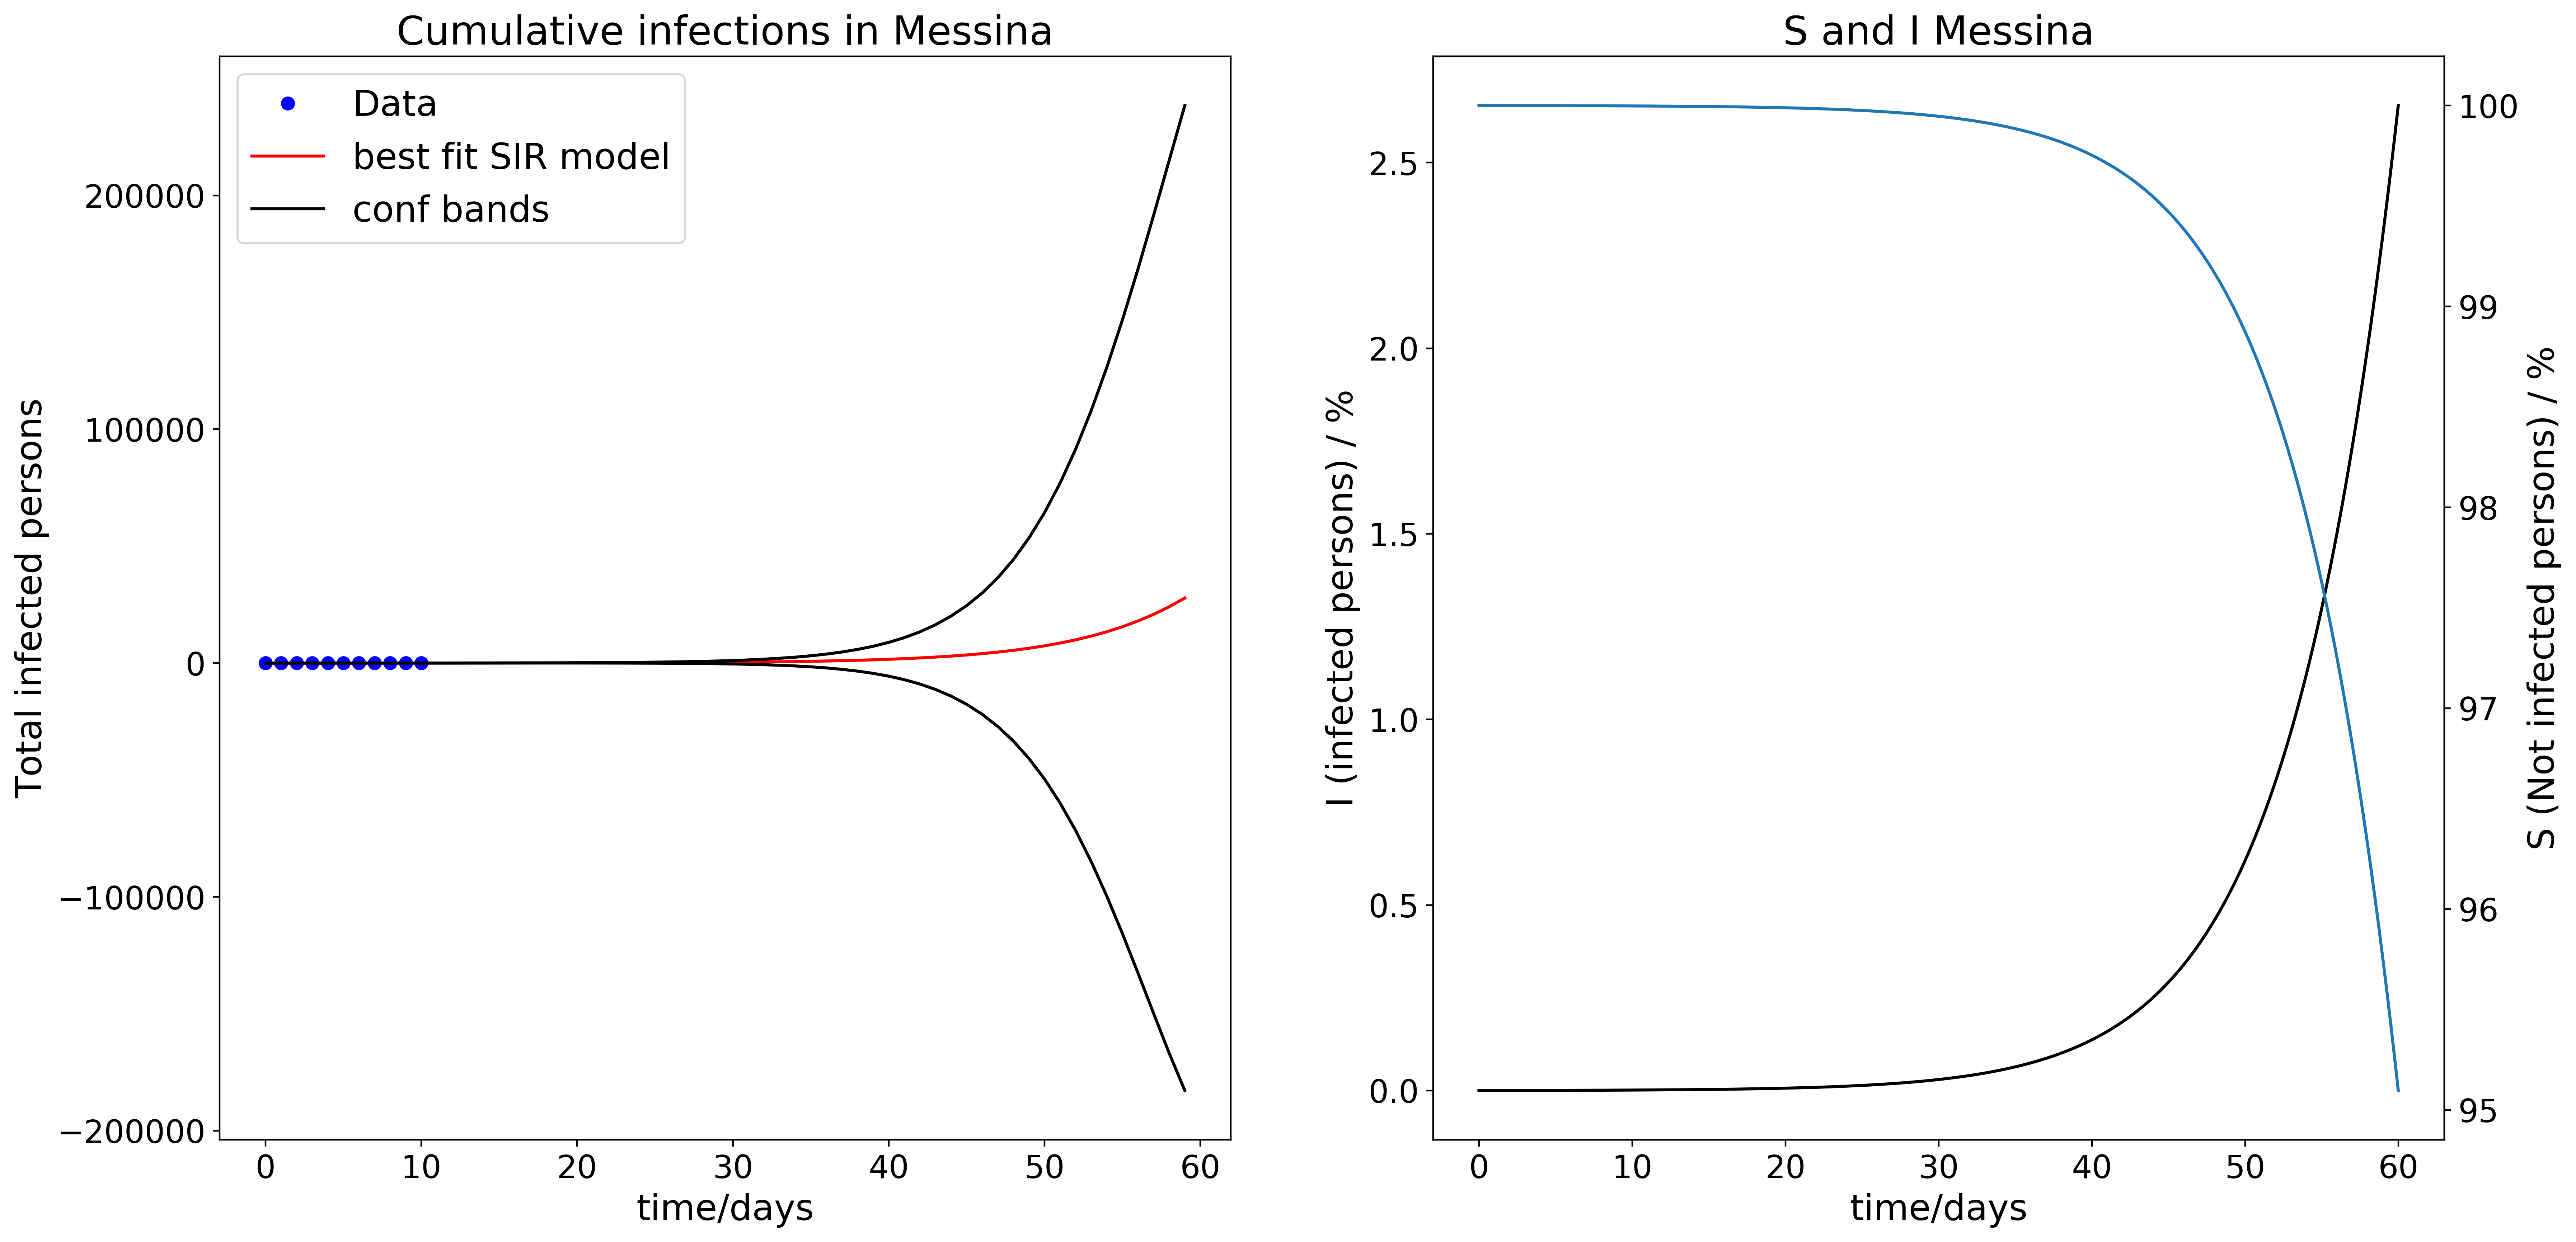 Cumulative infections in Messina
Data
best fit SIR model
conf bands
Total infected persons
200000
100000
0
−100000
−200000
0 10 20 30 40 50 60
time/days
S and I Messina
I (infected persons) / %
2.5
2.0
1.5
1.0
0.5
0.0
0 10 20 30 40 50 60
time/days
100
99
98
97
96
95
S (Not infected persons) / %